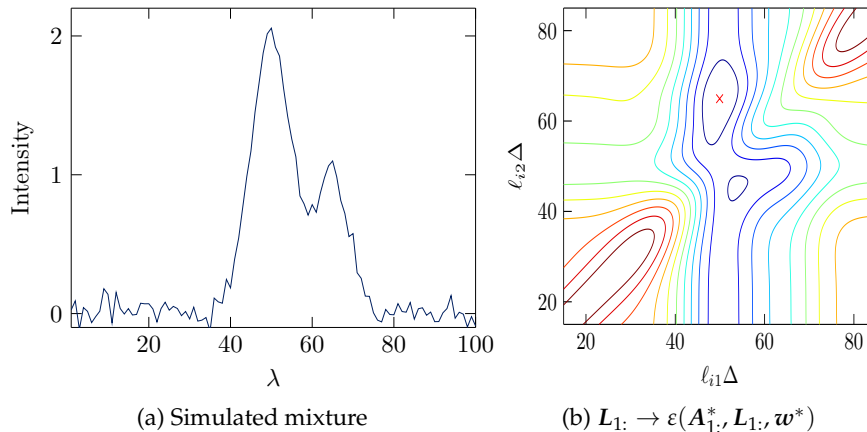 2
1
0
Intensity
20 40 60 80 100
λ
(a) Simulated mixture
80
60
40
20
ℓi2Δ
20 40 60 80
ℓi1Δ
(b) L1: → ε(A*1:, L1:, w*)